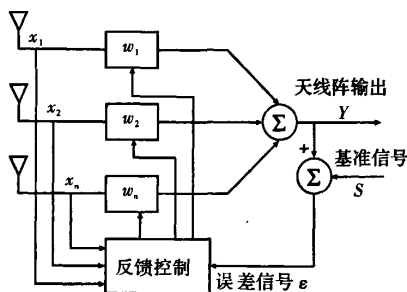 x1
w1
x2
w2
xn
wn
Σ
天线阵输出
Y
+
Σ
基准信号
S
反馈控制
误差信号 ε